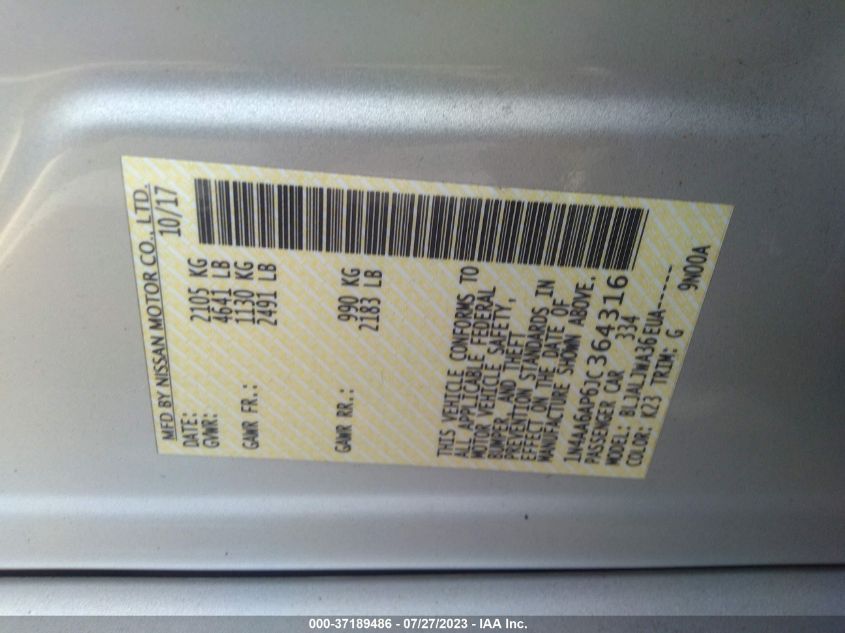 MFD BY NISSAN MOTOR CO., LTD.
DATE: 10/17
GVWR: 2105 KG
4641 LB
GAWR FR.: 1130 KG
2491 LB
GAWR RR.: 990 KG
2183 LB
THIS VEHICLE CONFORMS TO
ALL APPLICABLE FEDERAL
MOTOR VEHICLE SAFETY,
BUMPER, AND THEFT
PREVENTION STANDARDS IN
EFFECT ON THE DATE OF
MANUFACTURE SHOWN ABOVE.
1N4AA6AP6JC364316
PASSENGER CAR 334
MODEL: BLJALJWA36EUA------
COLOR: K23 TRIM: G 9N00A
000-37189486 - 07/27/2023 - IAA Inc.